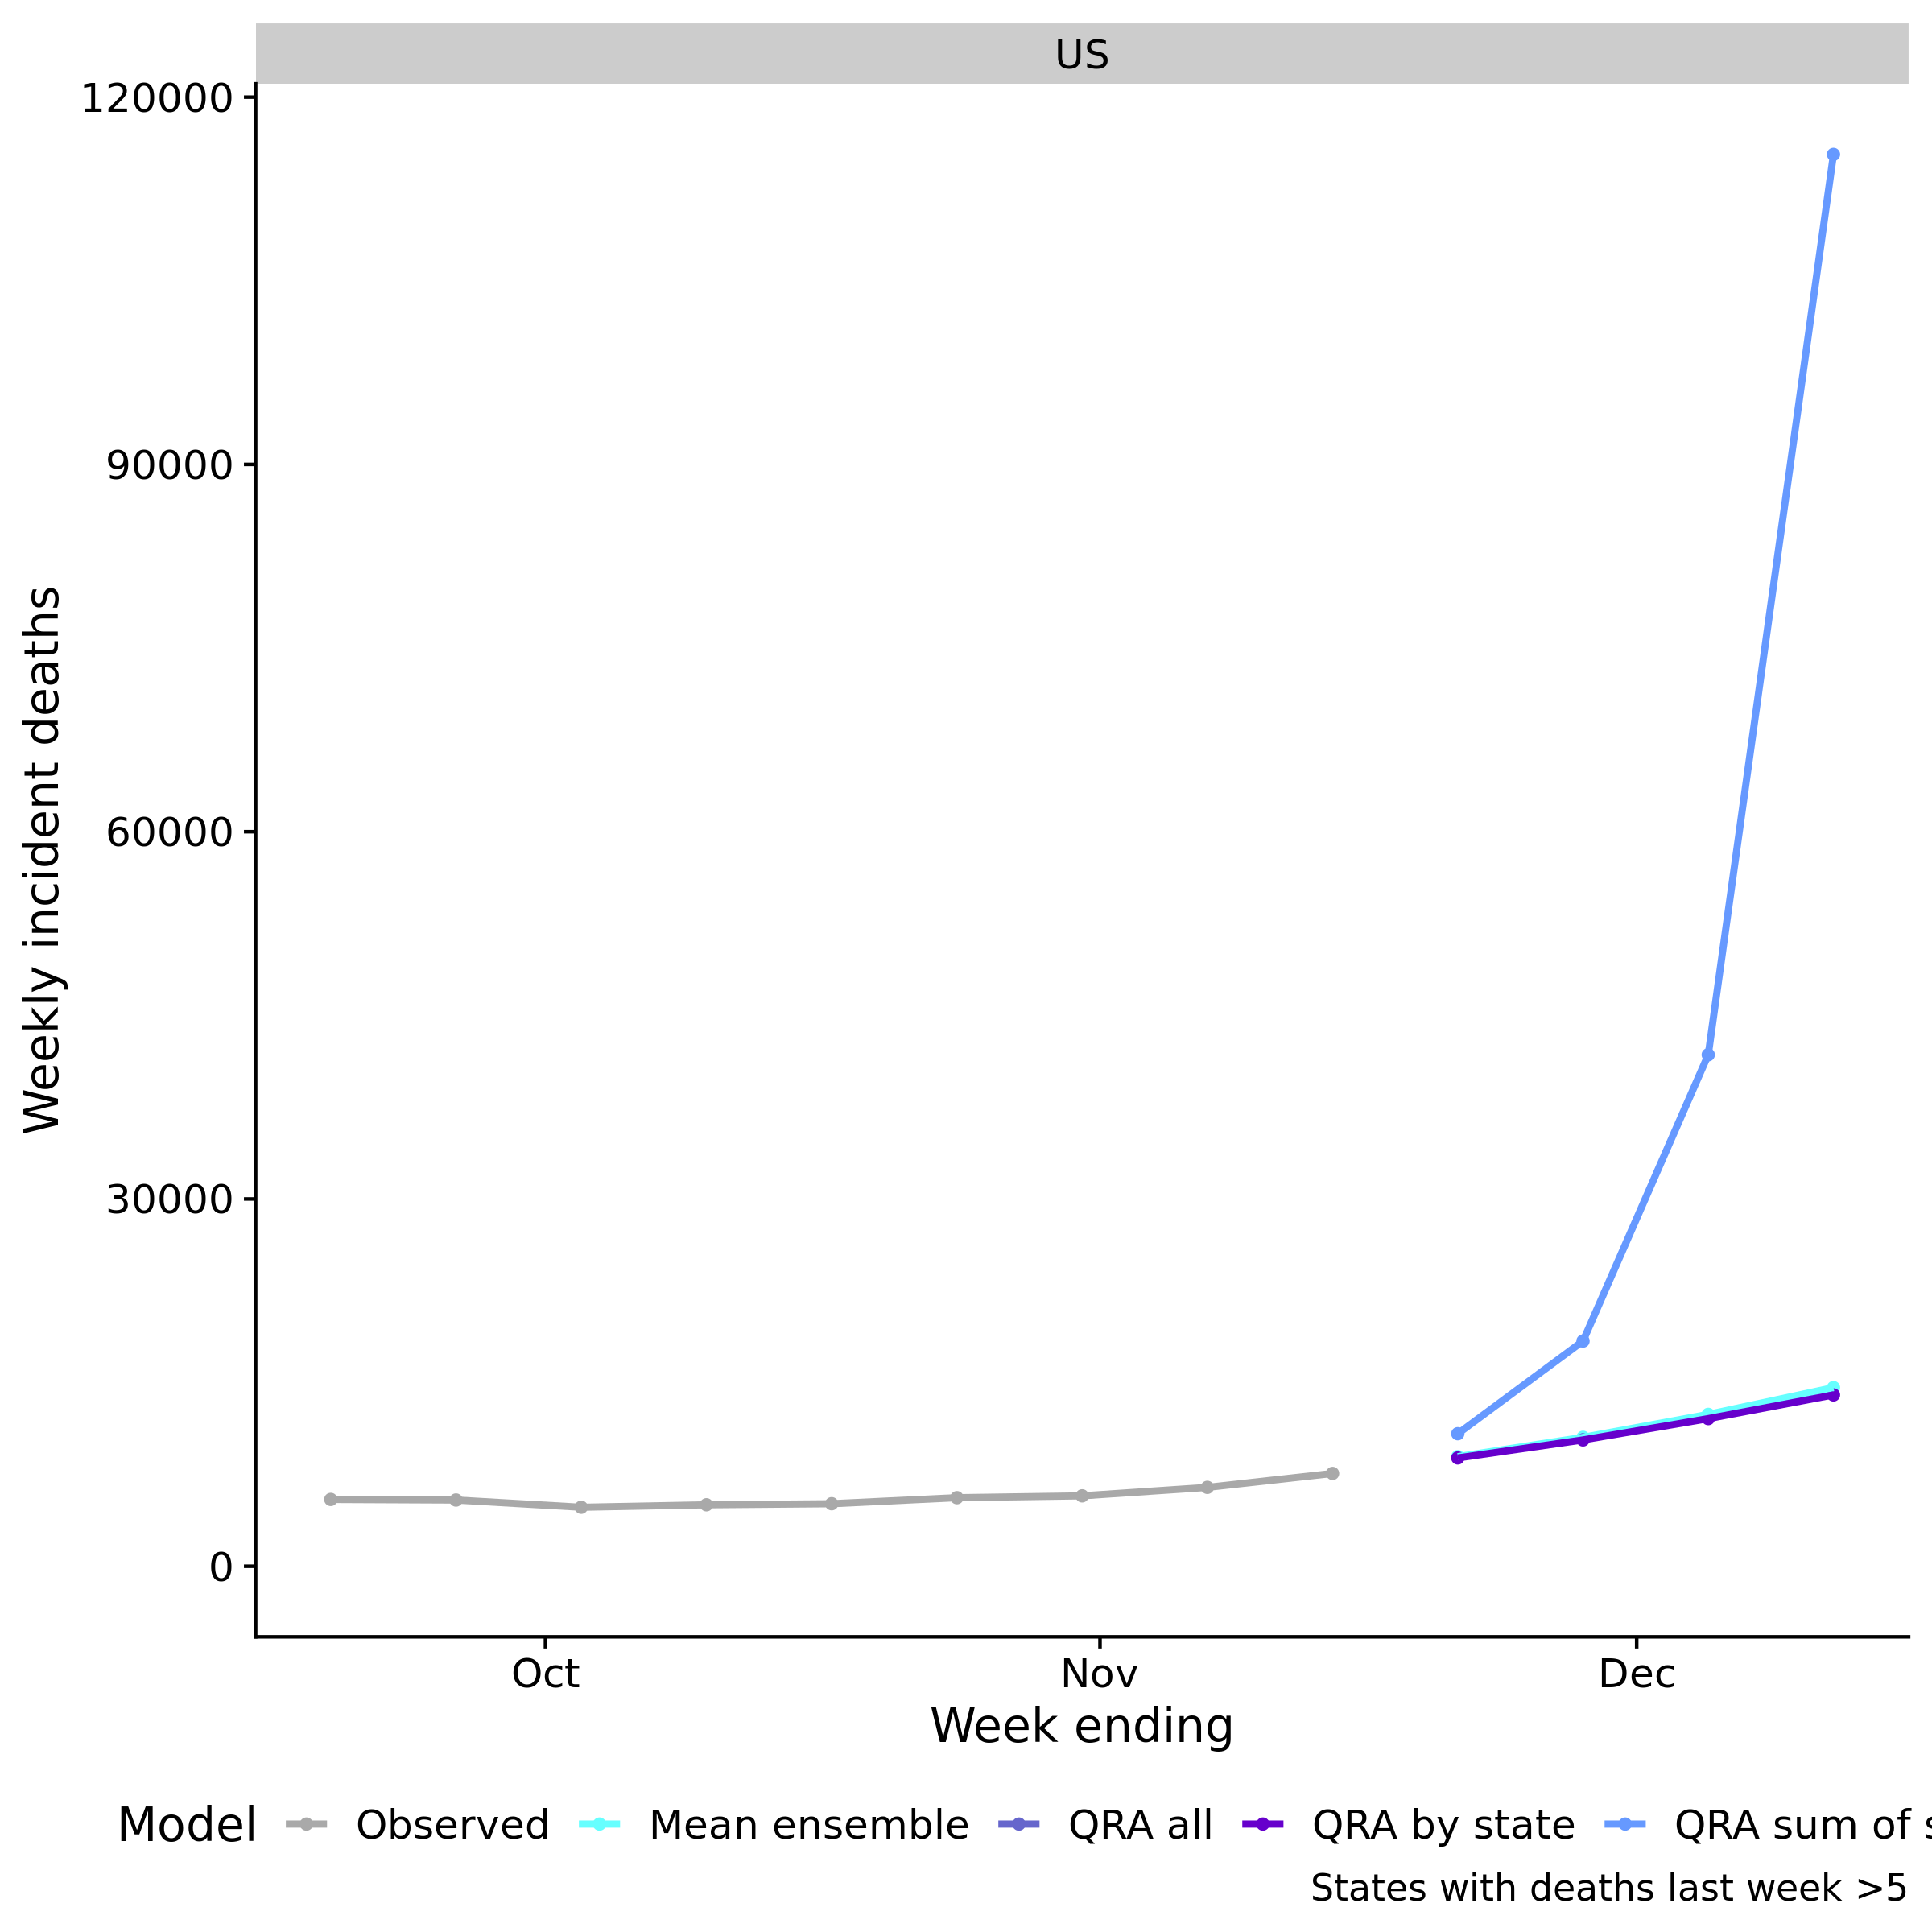 US
120000
90000
60000
30000
0
Weekly incident deaths
Oct Nov Dec
Week ending
Model Observed Mean ensemble QRA all QRA by state QRA sum of
States with deaths last week >5